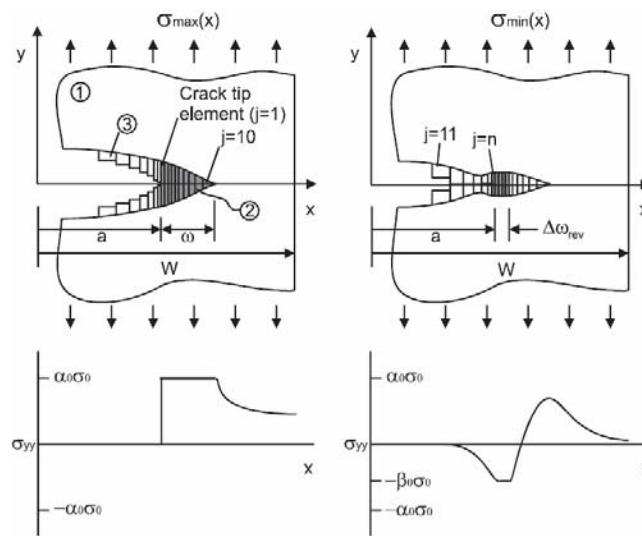 σmax(x)
σmin(x)
y
y
①
Crack tip
element (j=1)
③
j=10
j=11
j=n
x
x
②
a
ω
a
Δωrev
W
W
α₀σ₀
α₀σ₀
σyy
x
σyy
−β₀σ₀
−α₀σ₀
−α₀σ₀